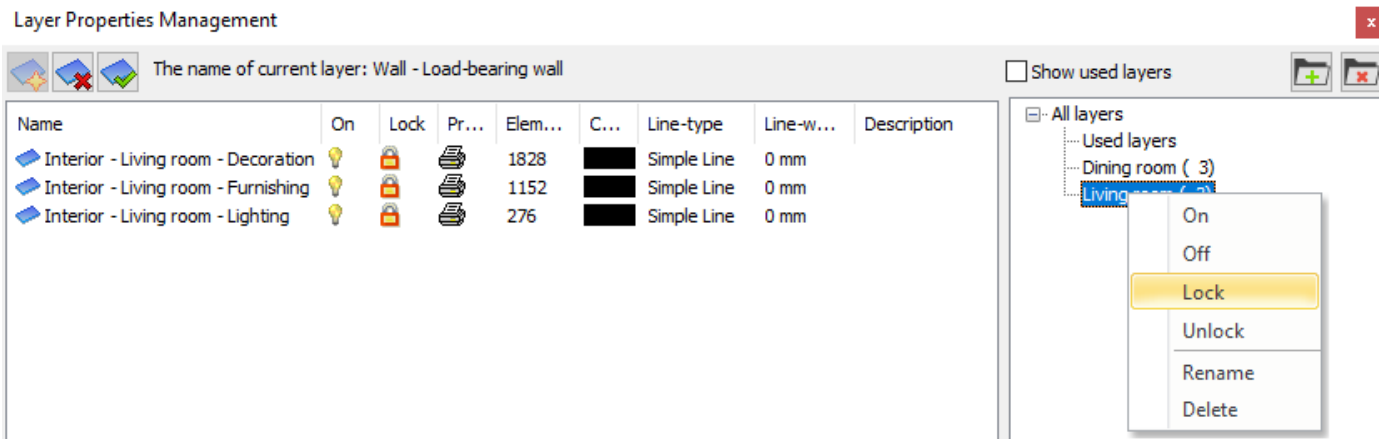 Layer Properties Management
x
The name of current layer: Wall - Load-bearing wall
Show used layers
Name On Lock Pr... Elem... C... Line-type Line-w... Description
Interior - Living room - Decoration 1828 Simple Line 0 mm
Interior - Living room - Furnishing 1152 Simple Line 0 mm
Interior - Living room - Lighting 276 Simple Line 0 mm
All layers
Used layers
Dining room ( 3)
Living room ( 3)
On
Off
Lock
Unlock
Rename
Delete